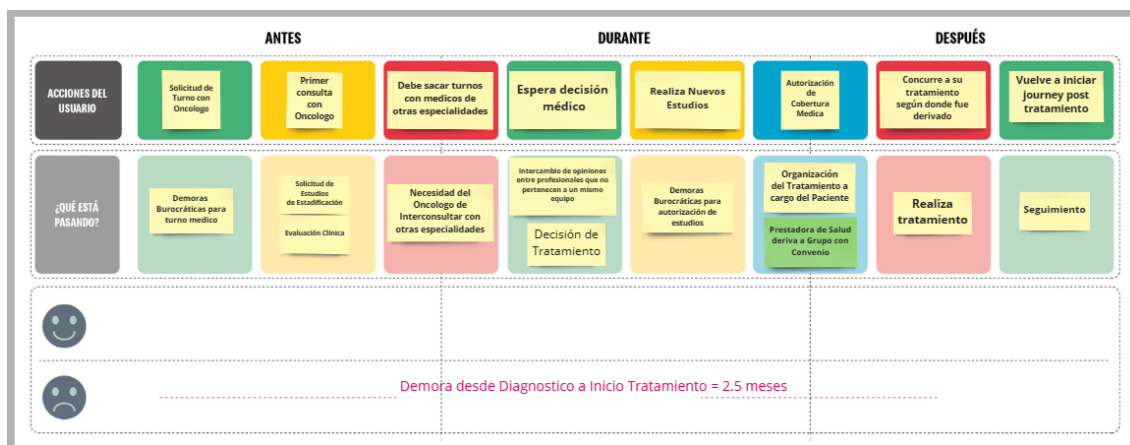 ANTES
DURANTE
DESPUÉS
ACCIONES DEL
USUARIO
Solicitud de
Turno con
Oncologo
Primer
consulta
con
Oncologo
Debe sacar turnos
con medicos de
otras especialidades
Espera decisión
médico
Realiza Nuevos
Estudios
Autorización
de
Cobertura
Medica
Concurre a su
tratamiento
según donde fue
derivado
Vuelve a iniciar
journey post
tratamiento
¿QUÉ ESTÁ
PASANDO?
Demoras
Burocráticas para
turno medico
Solicitud de
Estudios
de Estadificación
Evaluación Clínica
Necesidad del
Oncologo de
Interconsultar con
otras especialidades
Intercambio de opiniones
entre profesionales que no
pertenecen a un mismo
equipo
Decisión de
Tratamiento
Demoras
Burocráticas para
autorización de
estudios
Organización
del Tratamiento a
cargo del Paciente
Prestadora de Salud
deriva a Grupo con
Convenio
Realiza
tratamiento
Seguimiento
Demora desde Diagnostico a Inicio Tratamiento = 2.5 meses